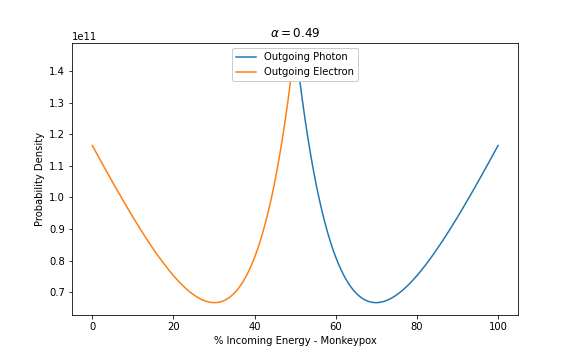 α = 0.49
1e11
Outgoing Photon
Outgoing Electron
1.4
1.3
1.2
1.1
1.0
0.9
0.8
0.7
Probability Density
0 20 40 60 80 100
% Incoming Energy - Monkeypox